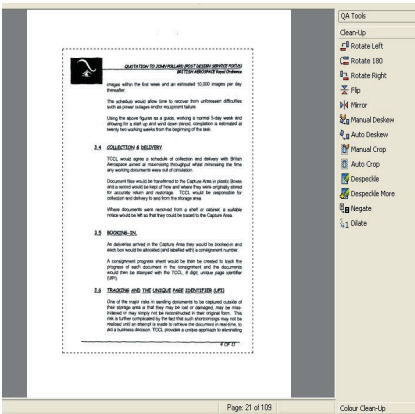 QUOTATION TO JOHN POLLARD (POST DESIGN SERVICE FOCUS)
BRITISH AEROSPACE Royal Ordnance
images within the first week and an estimated 10,000 images per day
thereafter.
The schedule would allow time to recover from unforeseen difficulties
such as power outages and/or equipment failure.
Using the above figures as a guide, working a normal 5-day week and
allowing for a start up and wind down period, completion is estimated at
twenty two working weeks from the beginning of the task.
3.4 COLLECTION & DELIVERY
TCCL would agree a schedule of collection and delivery with British
Aerospace aimed at maximising throughput whilst minimising the time
any working documents were out of circulation.
Document files would be transferred to the Capture Area in plastic Boxes
and a record would be kept of how and where they were originally stored
for accurate return and restorage. TCCL would be responsible for
collection and delivery to and from the storage area.
Where documents were removed from a shelf or cabinet a suitable
notice would be left so that they could be traced to the Capture Area.
3.5 BOOKING-IN.
As deliveries arrived in the Capture Area they would be booked-in and
each box would be allocated (and labelled with) a consignment number.
A consignment progress sheet would be then be created to track the
progress of each document in the consignment and the documents
would then be stamped with the TCCL, 8 digit, unique page identifier
(UPI).
3.6 TRACKING AND THE UNIQUE PAGE IDENTIFIER (UPI)
One of the major risks in sending documents to be captured outside of
their storage area is that they may be lost or damaged, may be miss-
indexed or may simply not be reconstructed in their original form. This
risk is further complicated by the fact that such shortcomings may not be
realised until an attempt is made to retrieve the document in real-time, to
aid a business decision. TCCL provides a unique approach to eliminating
4 OF 11
Page: 21 of 109
QA Tools
Clean-Up
Rotate Left
Rotate 180
Rotate Right
Flip
Mirror
Manual Deskew
Auto Deskew
Manual Crop
Auto Crop
Despeckle
Despeckle More
Negate
Dilate
Colour Clean-Up